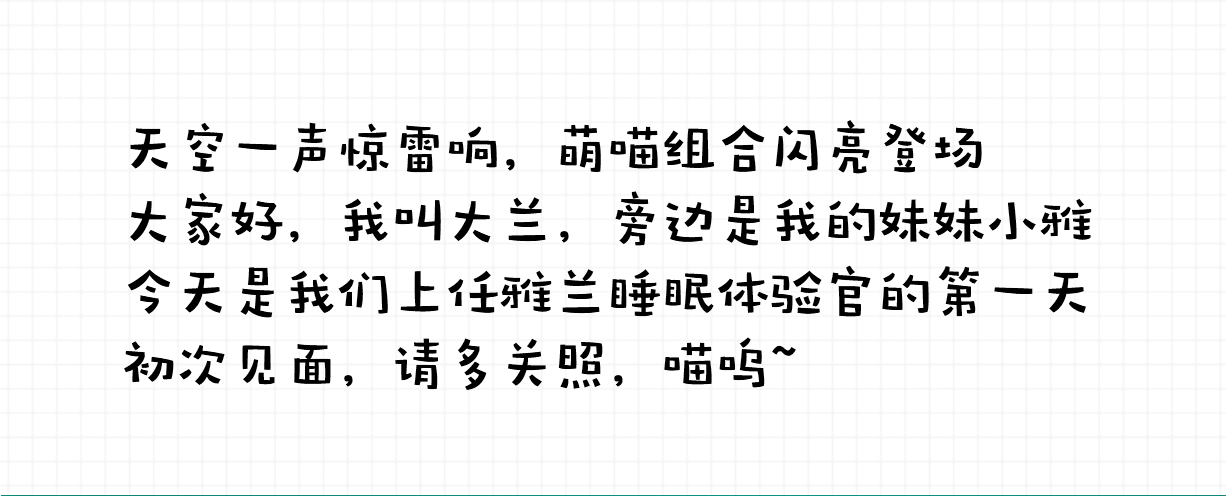 天空一声惊雷响，萌喵组合闪亮登场
大家好，我叫大兰，旁边是我的妹妹小雅
今天是我们上任雅兰睡眠体验官的第一天
初次见面，请多关照，喵呜~